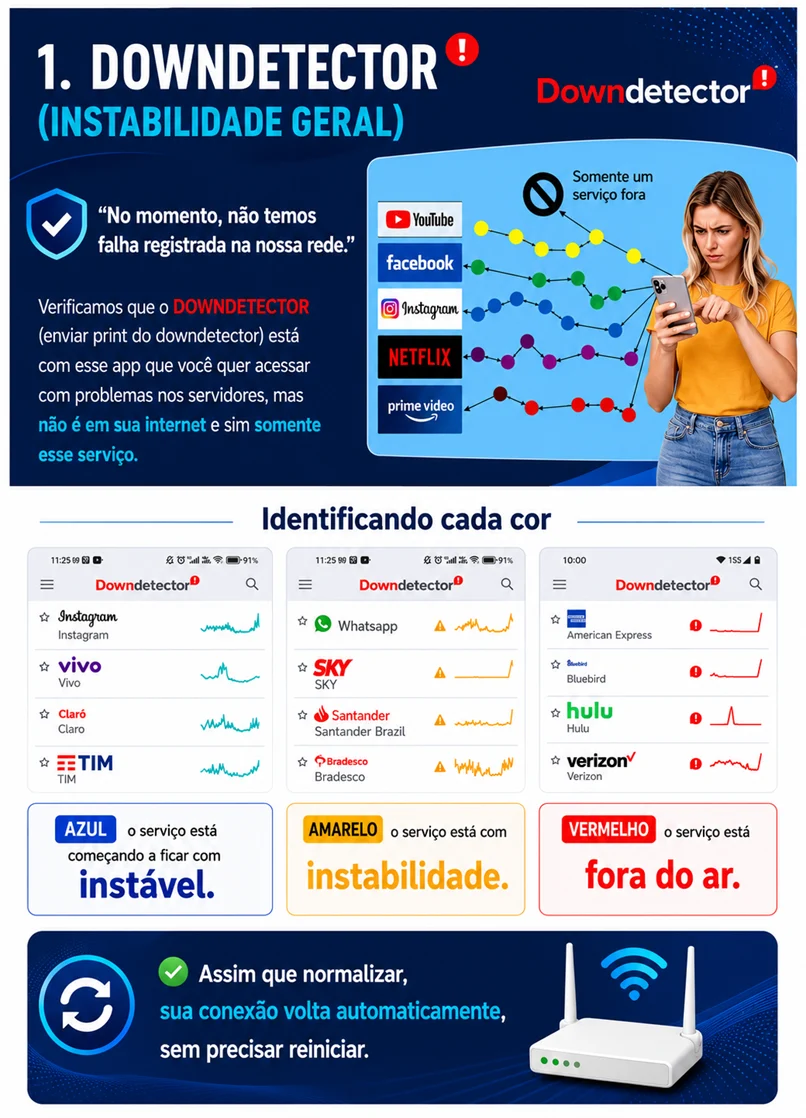 1. DOWNDETECTOR !
(INSTABILIDADE GERAL)
Downdetector !
“No momento, não temos
falha registrada na nossa rede.”
Verificamos que o DOWNDETECTOR
(enviar print do downdetector) está
com esse app que você quer acessar
com problemas nos servidores, mas
não é em sua internet e sim somente
esse serviço.
Somente um
serviço fora
YouTube
facebook
Instagram
NETFLIX
prime video
Identificando cada cor
11:25 91%
Downdetector !
Instagram
Instagram
vivo
Vivo
Claró
Claro
TIM
TIM
11:25 91%
Downdetector !
Whatsapp
SKY
SKY
Santander
Santander Brazil
Bradesco
Bradesco
10:00 1SS
Downdetector !
American Express
Bluebird
Bluebird
hulu
Hulu
verizon
Verizon
AZUL o serviço está
começando a ficar com
instável.
AMARELO o serviço está com
instabilidade.
VERMELHO o serviço está
fora do ar.
Assim que normalizar,
sua conexão volta automaticamente,
sem precisar reiniciar.